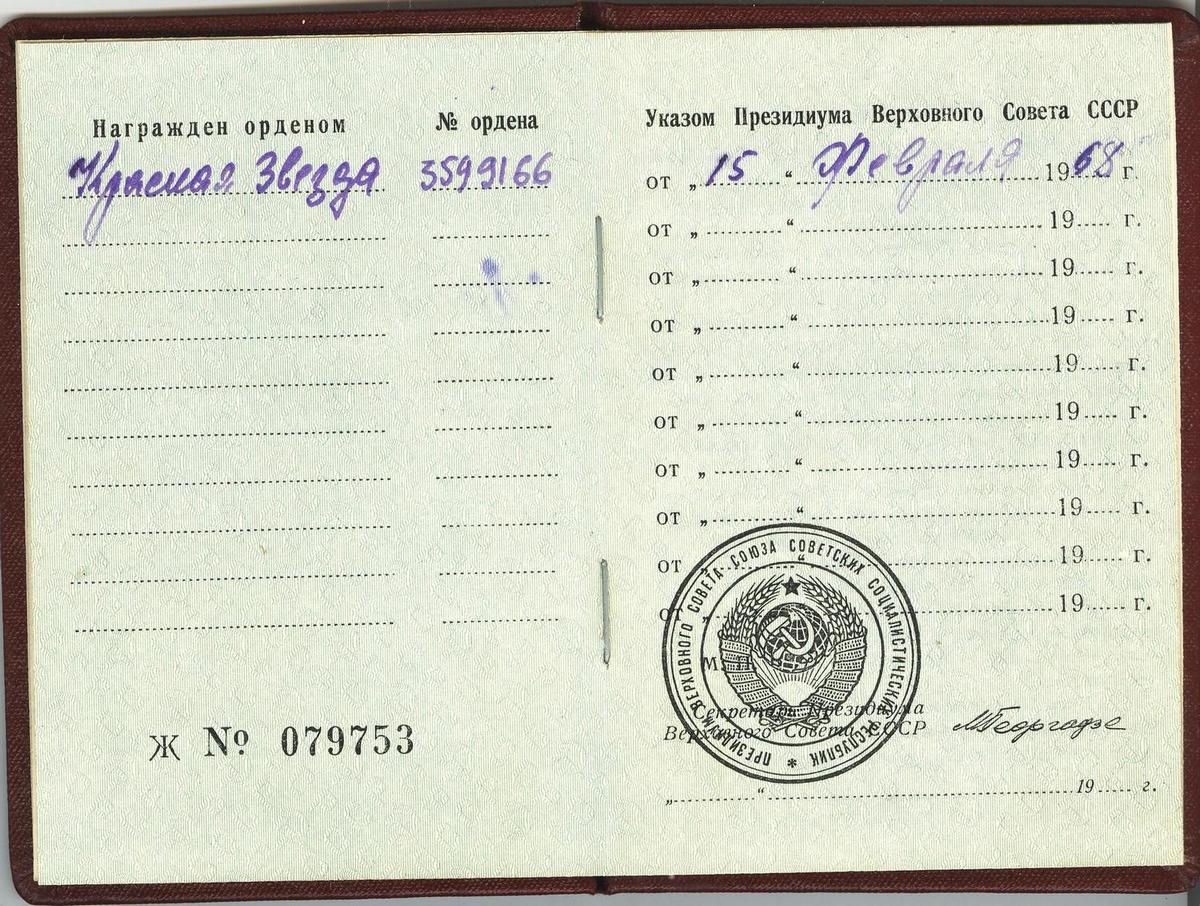 Награжден орденом
№ ордена
Красная Звезда
3599166
Ж № 079753
Указом Президиума Верховного Совета СССР
от „ 15 “ Февраля 1968 г.
от „ “ 19 г.
от „ “ 19 г.
от „ “ 19 г.
от „ “ 19 г.
от „ “ 19 г.
от „ “ 19 г.
от „ “ 19 г.
от „ “ 19 г.
от „ “ 19 г.
ПРЕЗИДИУМ ВЕРХОВНОГО СОВЕТА СОЮЗА СОВЕТСКИХ СОЦИАЛИСТИЧЕСКИХ РЕСПУБЛИК *
М. П.
Секретарь Президиума
Верховного Совета СССР
МГеоргадзе
„ “ 19 г.